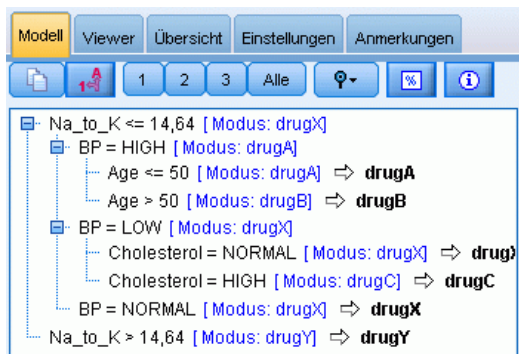 Modell Viewer Übersicht Einstellungen Anmerkungen
1 A 1 2 3 Alle %
Na_to_K <= 14,64 [Modus: drugX]
BP = HIGH [Modus: drugA]
Age <= 50 [Modus: drugA] ⇨ drugA
Age > 50 [Modus: drugB] ⇨ drugB
BP = LOW [Modus: drugX]
Cholesterol = NORMAL [Modus: drugX] ⇨ drugX
Cholesterol = HIGH [Modus: drugC] ⇨ drugC
BP = NORMAL [Modus: drugX] ⇨ drugX
Na_to_K > 14,64 [Modus: drugY] ⇨ drugY